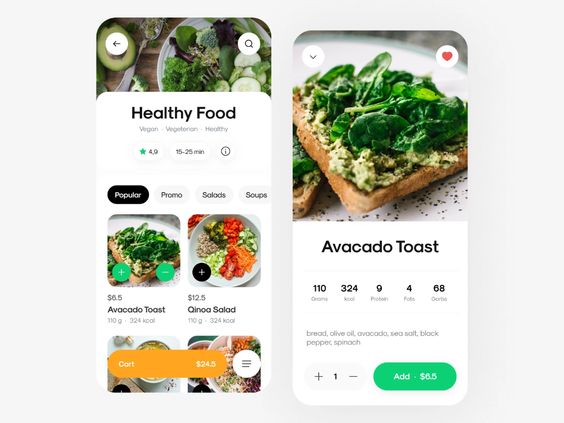 Healthy Food
Vegan · Vegeterian · Healthy
4,9
15-25 min
Popular
Promo
Salads
Soups
$6.5
Avacado Toast
110 g · 324 kcal
$12.5
Qinoa Salad
110 g · 324 kcal
Cart
$24.5
Avacado Toast
110 324 9 4 68
Grams kcal Protein Fats Carbs
bread, olive oil, avocado, sea salt, black
pepper, spinach
1
Add · $6.5